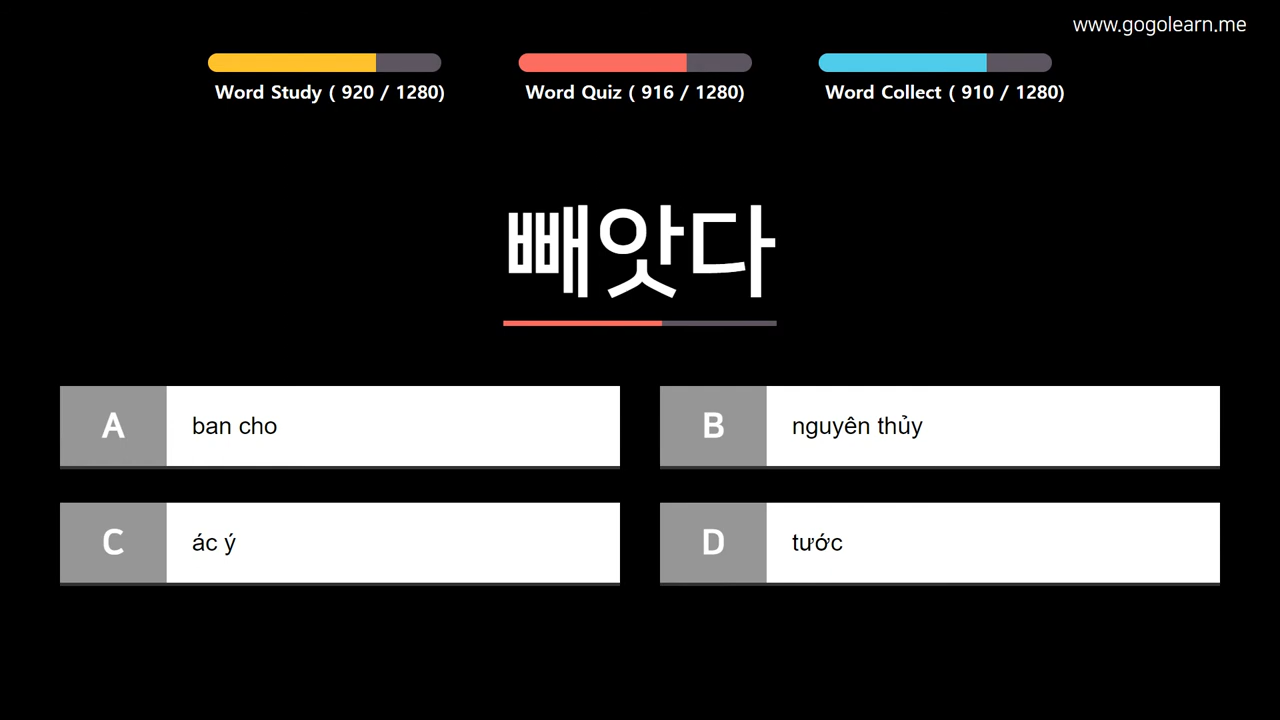 www.gogolearn.me
Word Study ( 920 / 1280)
Word Quiz ( 916 / 1280)
Word Collect ( 910 / 1280)
빼앗다
A ban cho
B nguyên thủy
C ác ý
D tước